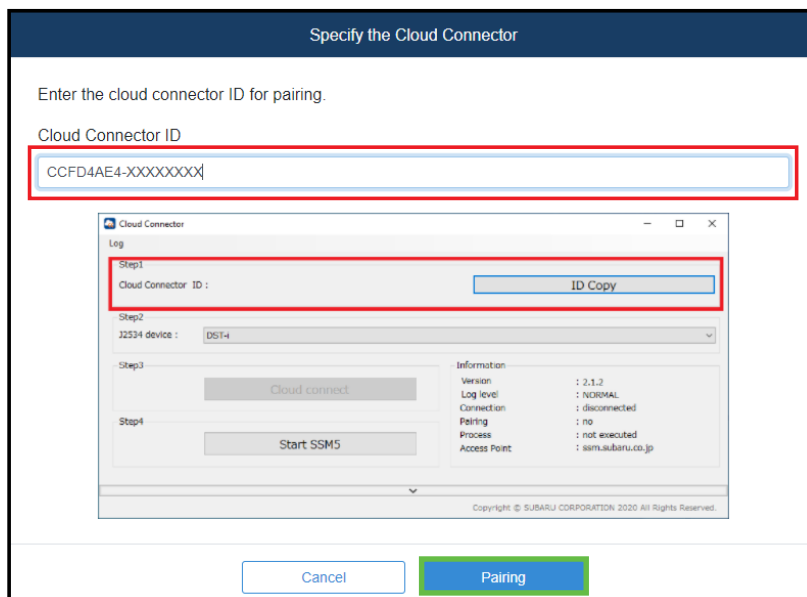 Specify the Cloud Connector
Enter the cloud connector ID for pairing.
Cloud Connector ID
CCFD4AE4-XXXXXXXX
Cloud Connector
Log
Step1
Cloud Connector ID :
ID Copy
Step2
J2534 device :
DST-i
Step3
Cloud connect
Step4
Start SSM5
Information
Version : 2.1.2
Log level : NORMAL
Connection : disconnected
Pairing : no
Process : not executed
Access Point : ssm.subaru.co.jp
Copyright © SUBARU CORPORATION 2020 All Rights Reserved.
Cancel
Pairing